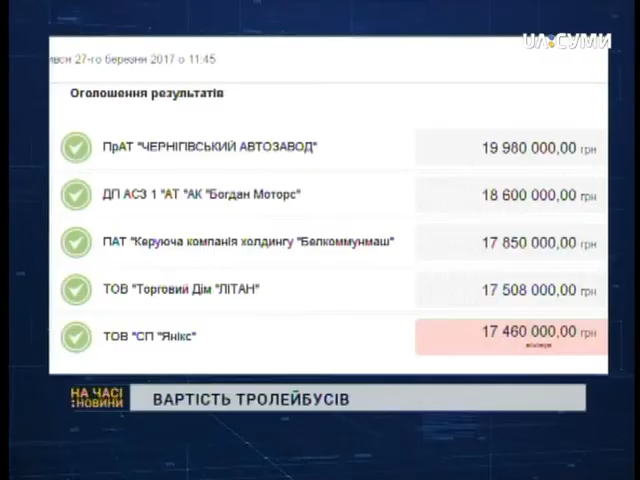 UA:СУМИ
ився 27-го березня 2017 о 11:45
Оголошення результатів
ПрАТ "ЧЕРНІГІВСЬКИЙ АВТОЗАВОД" 19 980 000,00 грн
ДП АСЗ 1 "АТ "АК "Богдан Моторс" 18 600 000,00 грн
ПАТ "Керуюча компанія холдингу "Белкоммунмаш" 17 850 000,00 грн
ТОВ "Торговий Дім "ЛІТАН" 17 508 000,00 грн
ТОВ "СП "Янікс" 17 460 000,00 грн
НА ЧАСІ
:НОВИНИ
ВАРТІСТЬ ТРОЛЕЙБУСІВ